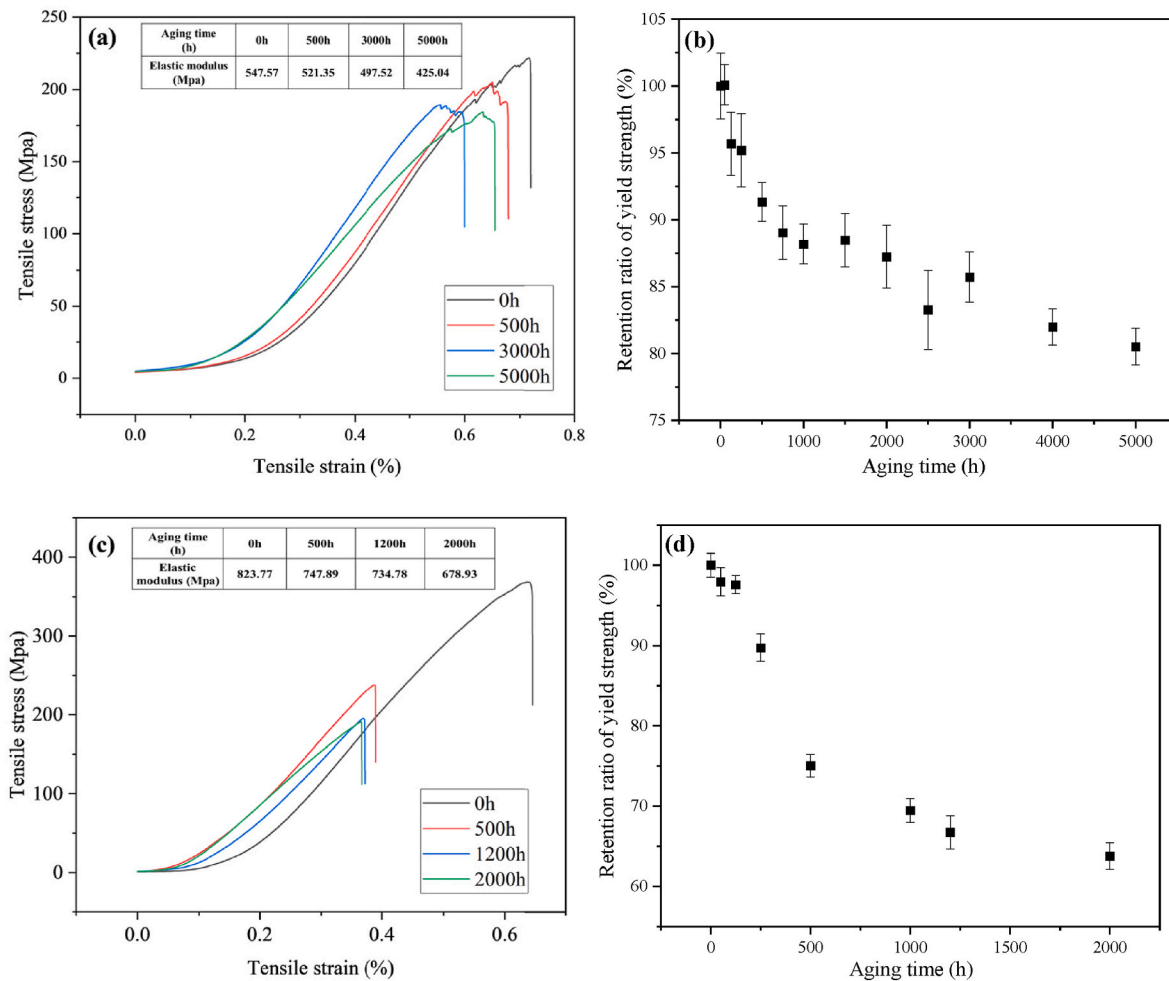 (a)
Aging time (h) 0h 500h 3000h 5000h
Elastic modulus (Mpa) 547.57 521.35 497.52 425.04
250
200
150
100
50
0
Tensile stress (Mpa)
0h
500h
3000h
5000h
0.0 0.2 0.4 0.6 0.8
Tensile strain (%)
(b)
105
100
95
90
85
80
75
Retention ratio of yield strength (%)
0 1000 2000 3000 4000 5000
Aging time (h)
(c)
Aging time (h) 0h 500h 1200h 2000h
Elastic modulus (Mpa) 823.77 747.89 734.78 678.93
400
300
200
100
0
Tensile stress (Mpa)
0h
500h
1200h
2000h
0.0 0.2 0.4 0.6
Tensile strain (%)
(d)
100
90
80
70
60
Retention ratio of yield strength (%)
0 500 1000 1500 2000
Aging time (h)